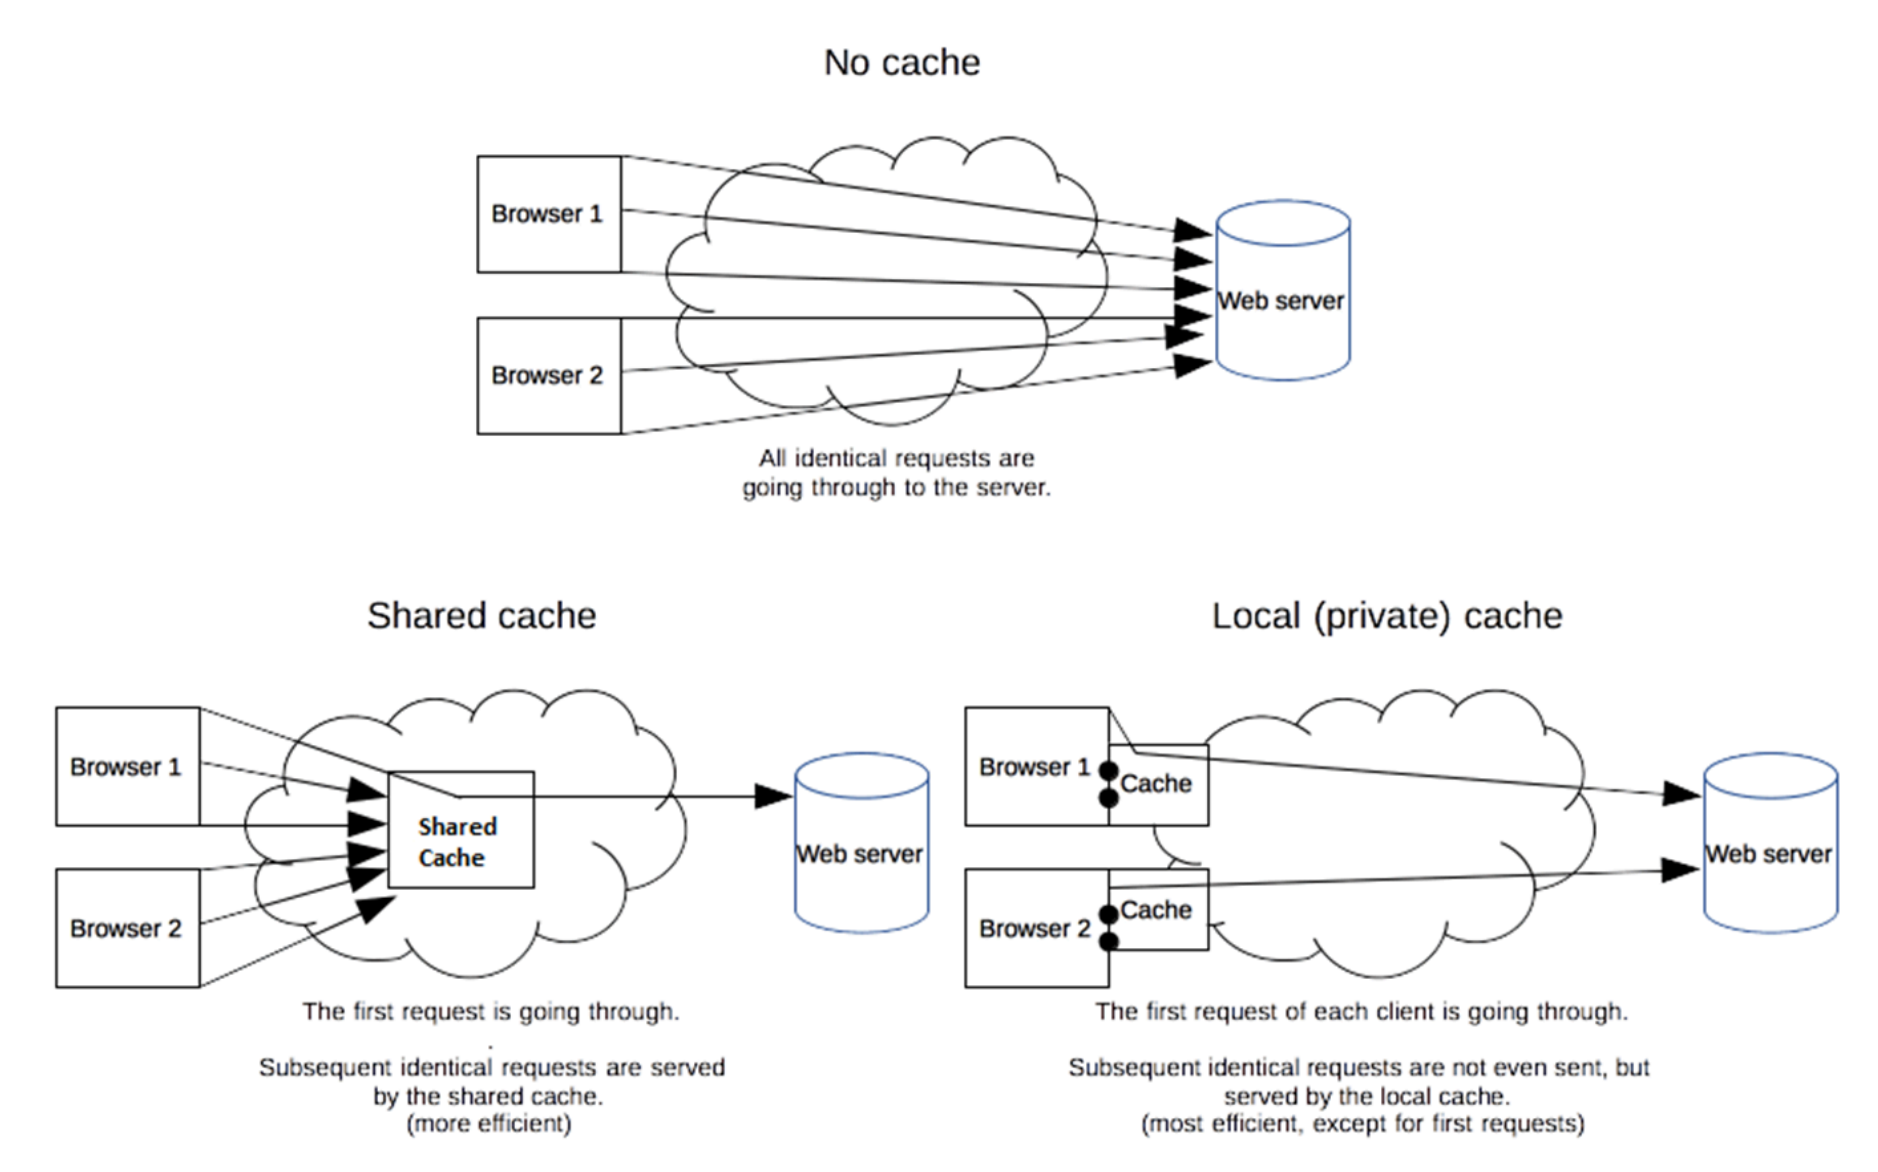 No cache
Browser 1
Web server
Browser 2
All identical requests are
going through to the server.
Shared cache
Browser 1
Shared
Cache
Web server
Browser 2
The first request is going through.
Subsequent identical requests are served
by the shared cache.
(more efficient)
Local (private) cache
Browser 1
Cache
Web server
Cache
Browser 2
The first request of each client is going through.
Subsequent identical requests are not even sent, but
served by the local cache.
(most efficient, except for first requests)